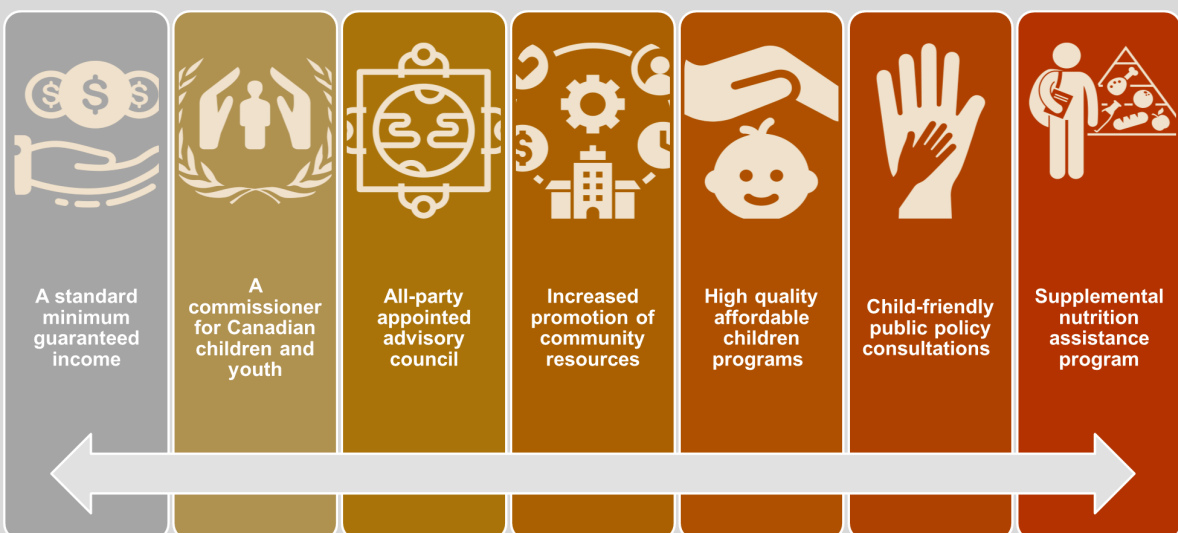 A standard
minimum
guaranteed
income
A
commissioner
for Canadian
children and
youth
All-party
appointed
advisory
council
Increased
promotion of
community
resources
High quality
affordable
children
programs
Child-friendly
public policy
consultations
Supplemental
nutrition
assistance
program